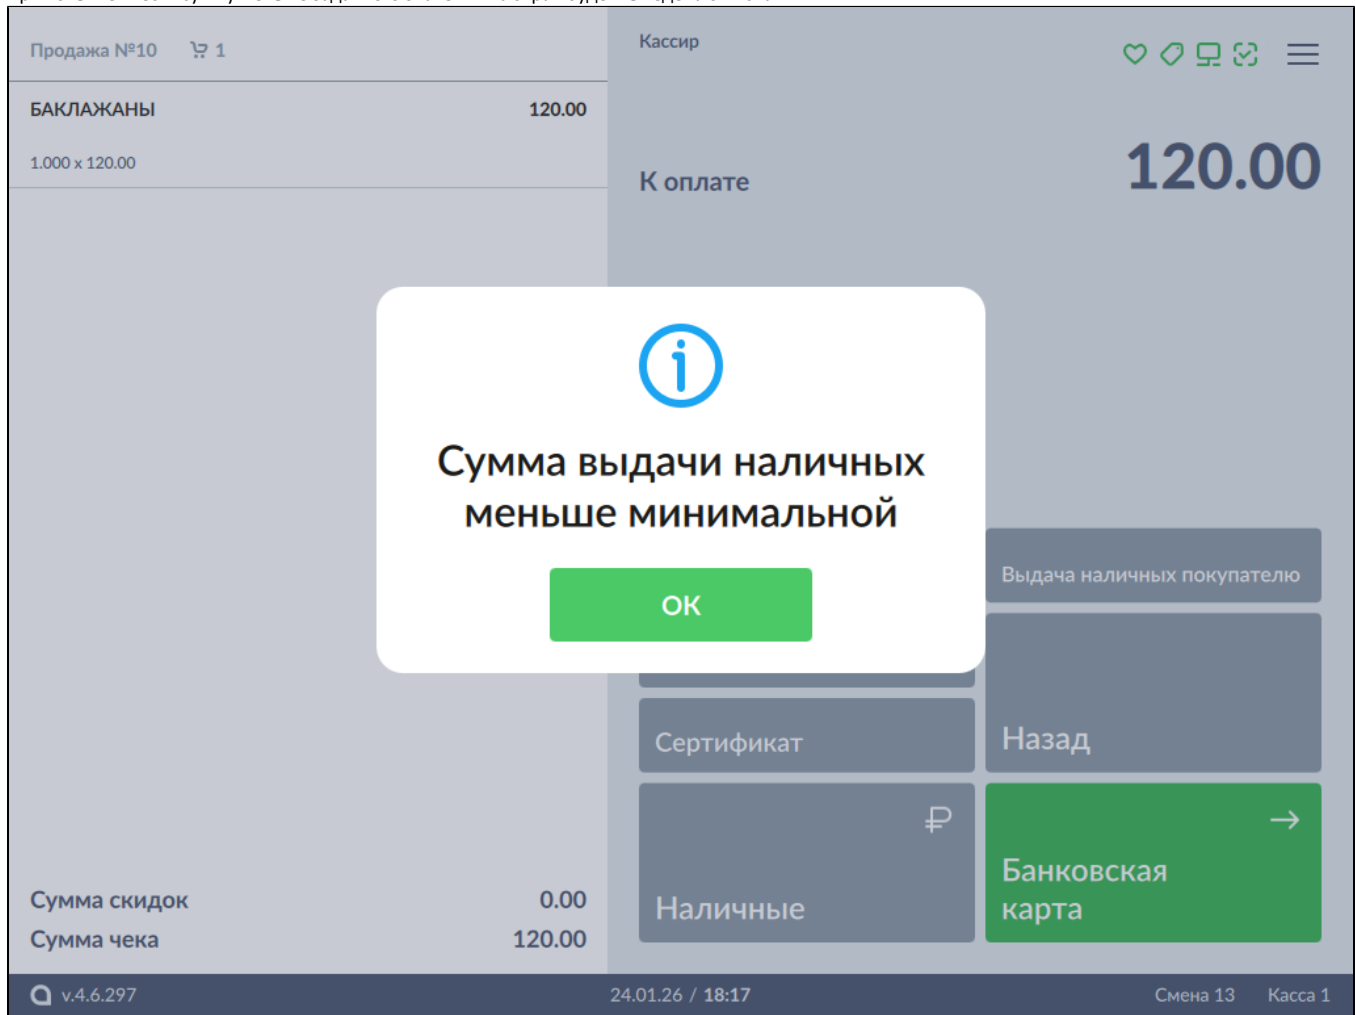 Продажа №10 1
Кассир
БАКЛАЖАНЫ 120.00
1.000 x 120.00
К оплате 120.00
Сумма выдачи наличных
меньше минимальной
ОК
Выдача наличных покупателю
Сертификат
Назад
Наличные
Банковская
карта
Сумма скидок 0.00
Сумма чека 120.00
v.4.6.297
24.01.26 / 18:17
Смена 13 Касса 1